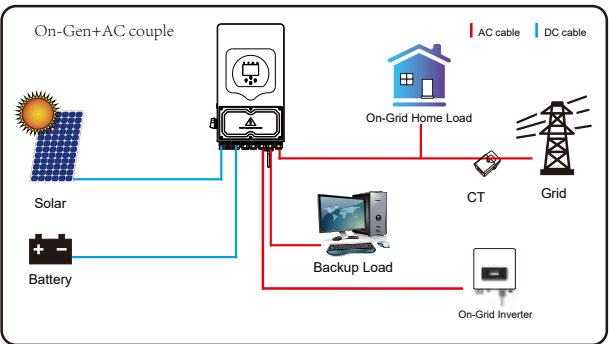 On-Gen+AC couple
AC cable
DC cable
On-Grid Home Load
Solar
CT
Grid
Battery
Backup Load
On-Grid Inverter